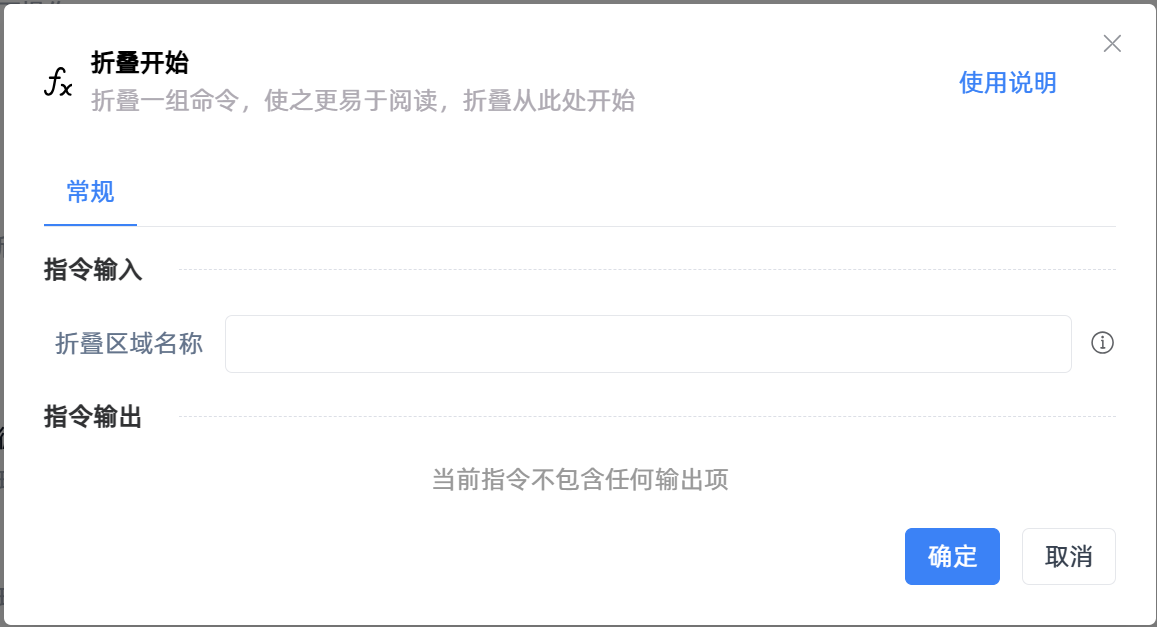 折叠开始
折叠一组命令，使之更易于阅读，折叠从此处开始
使用说明
常规
指令输入
折叠区域名称
指令输出
当前指令不包含任何输出项
确定
取消